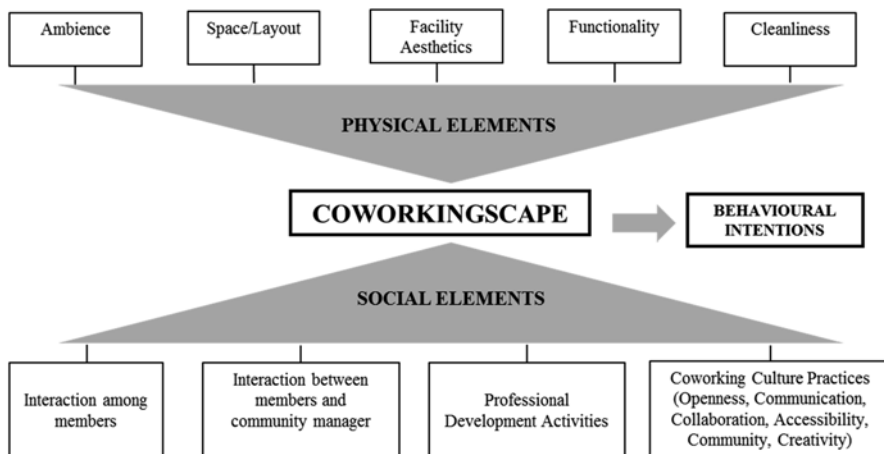 Ambience
Space/Layout
Facility
Aesthetics
Functionality
Cleanliness
PHYSICAL ELEMENTS
COWORKINGSCAPE
BEHAVIOURAL
INTENTIONS
SOCIAL ELEMENTS
Interaction among
members
Interaction between
members and
community manager
Professional
Development Activities
Coworking Culture Practices
(Openness, Communication,
Collaboration, Accessibility,
Community, Creativity)